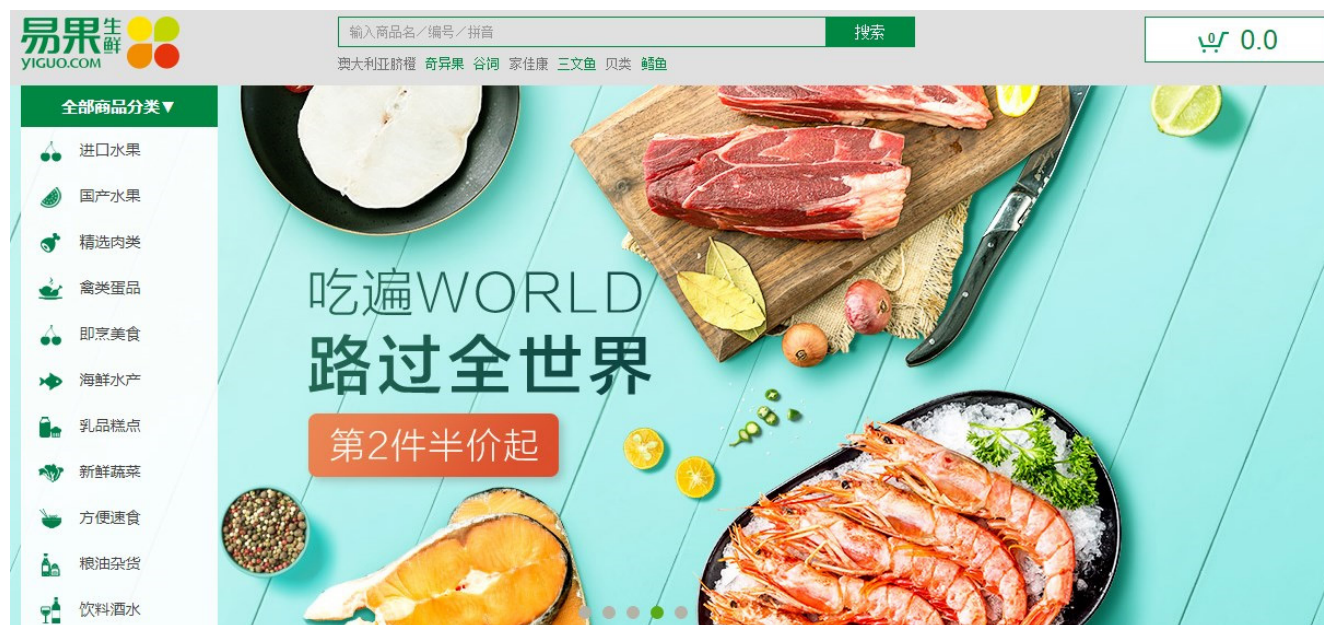 易果生鲜
YIGUO.COM
输入商品名／编号／拼音
搜索
0 0.0
澳大利亚脐橙 奇异果 谷饲 家佳康 三文鱼 贝类 鳕鱼
全部商品分类▼
进口水果
国产水果
精选肉类
禽类蛋品
即烹美食
海鲜水产
乳品糕点
新鲜蔬菜
方便速食
粮油杂货
饮料酒水
吃遍WORLD
路过全世界
第2件半价起